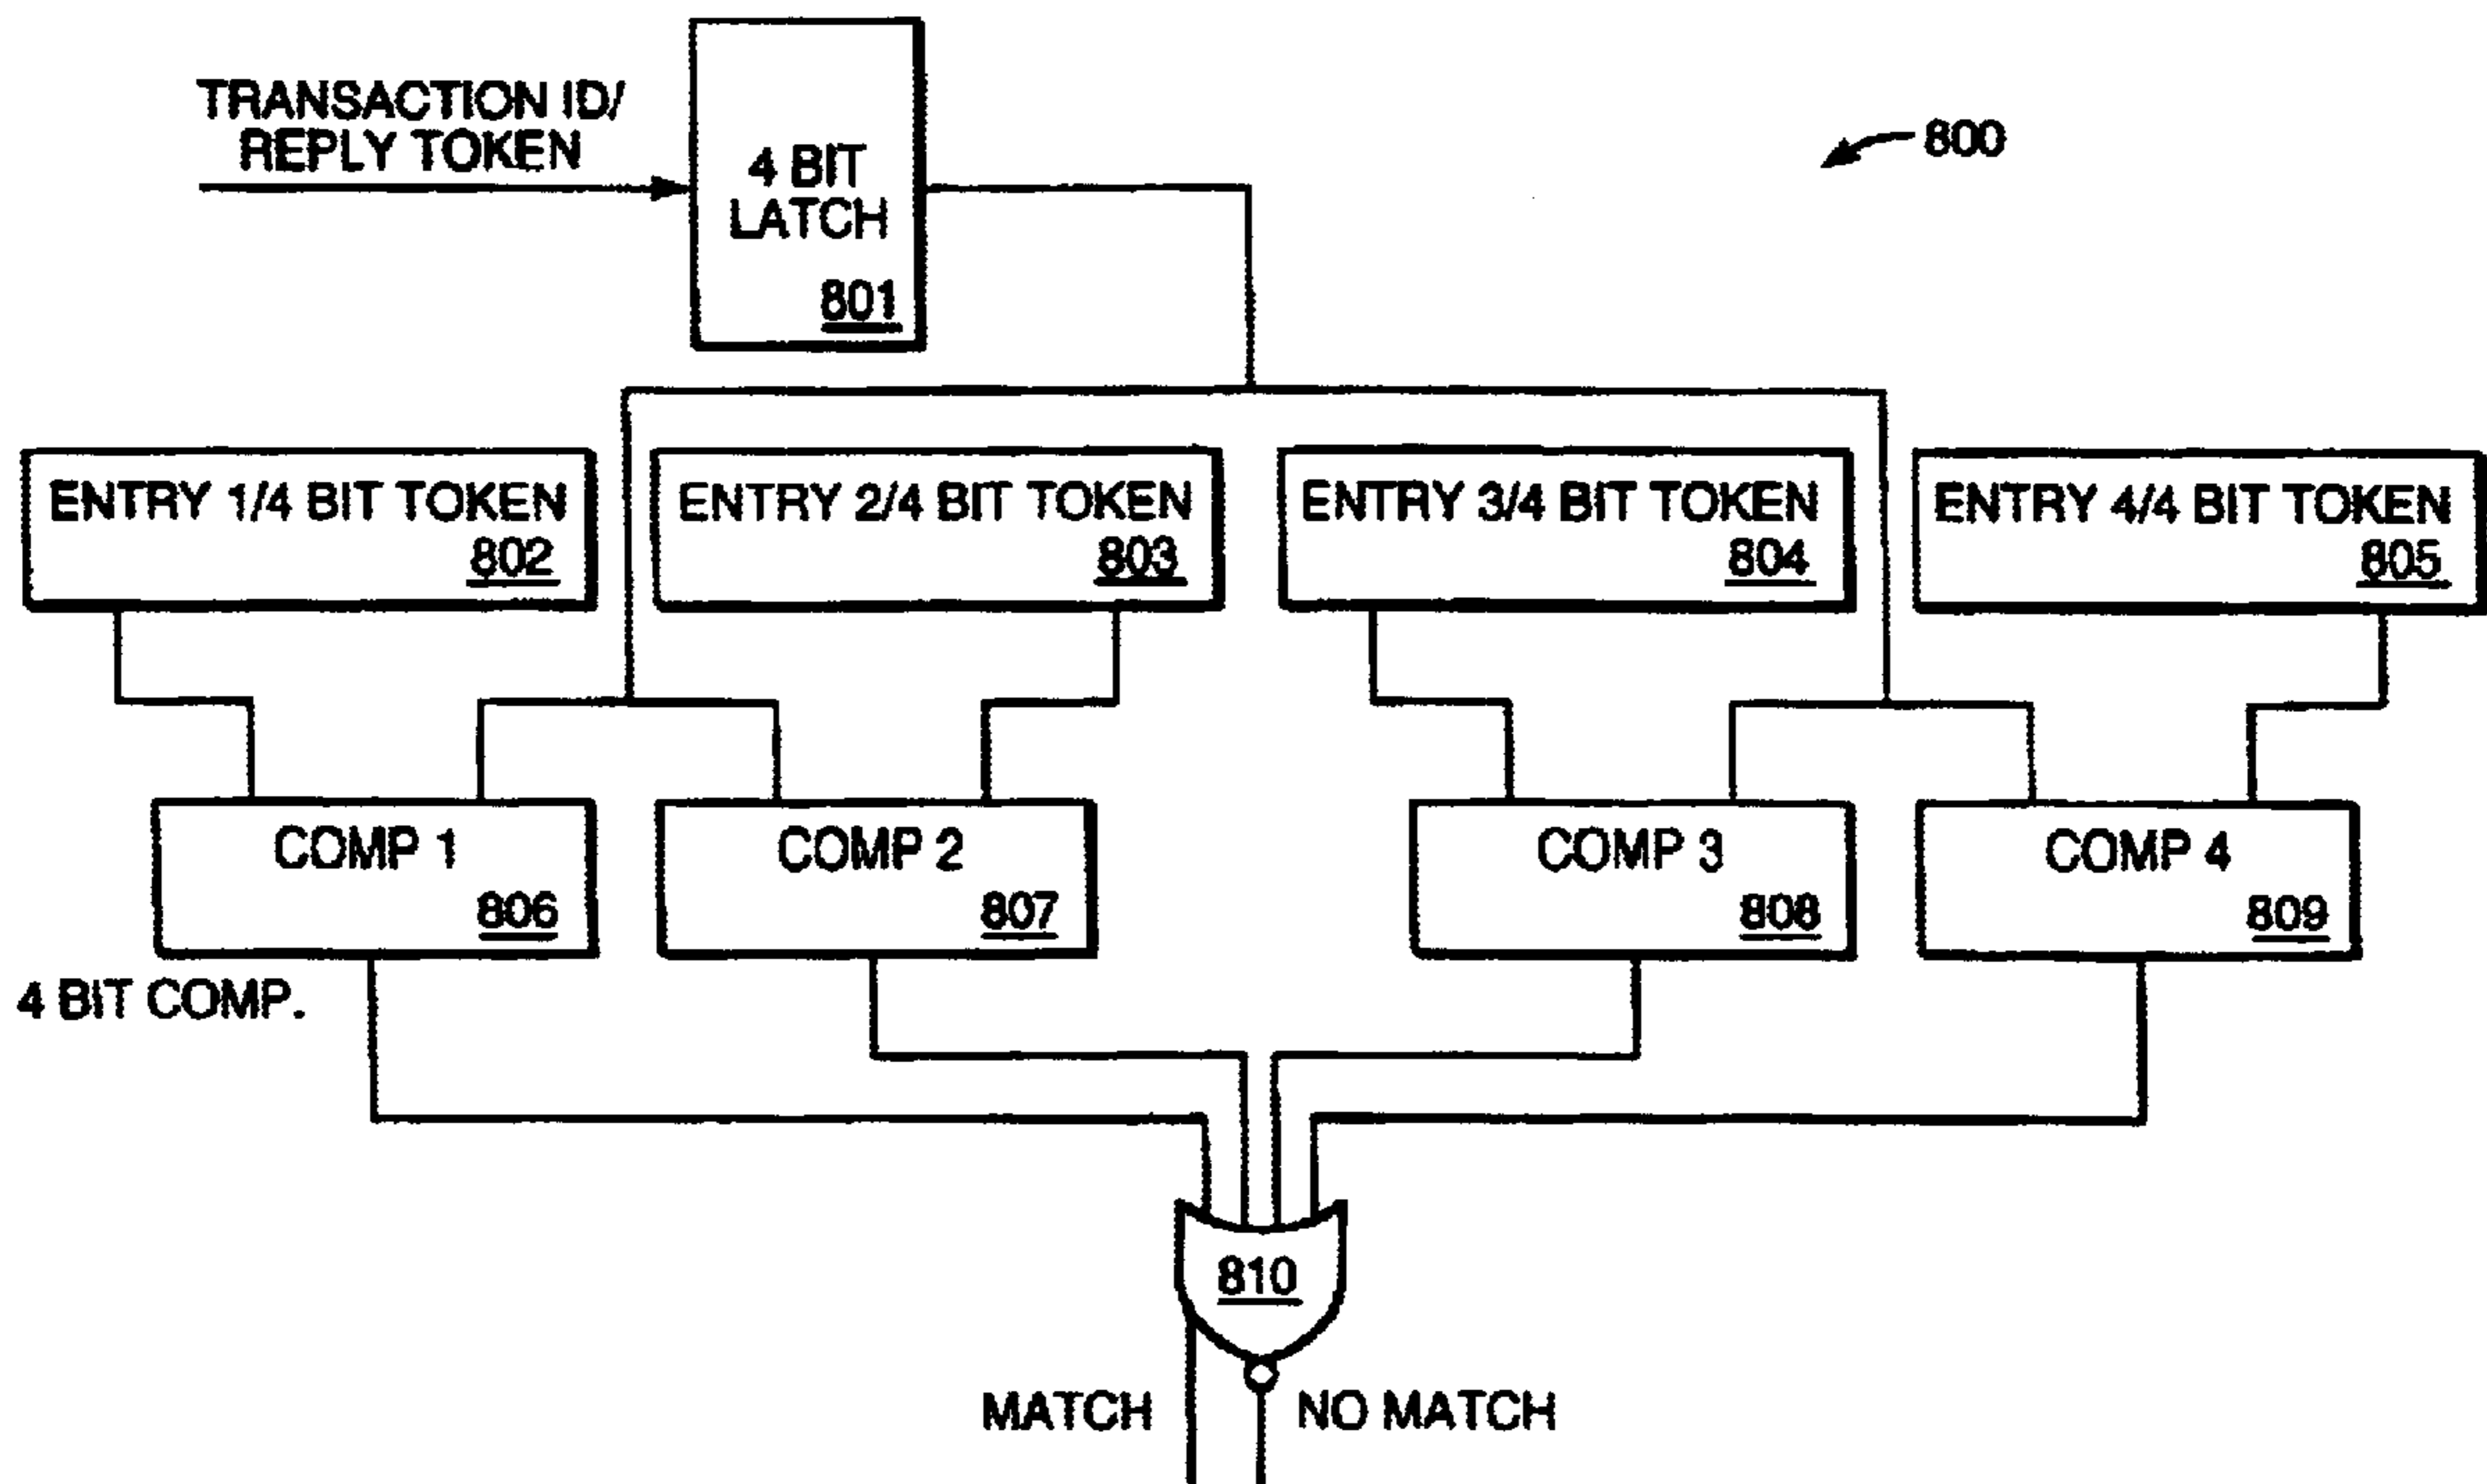 TRANSACTION ID/
REPLY TOKEN
4 BIT
LATCH
801
800
ENTRY 1/4 BIT TOKEN
802
ENTRY 2/4 BIT TOKEN
803
ENTRY 3/4 BIT TOKEN
804
ENTRY 4/4 BIT TOKEN
805
COMP 1
806
COMP 2
807
COMP 3
808
COMP 4
809
4 BIT COMP.
810
MATCH
NO MATCH